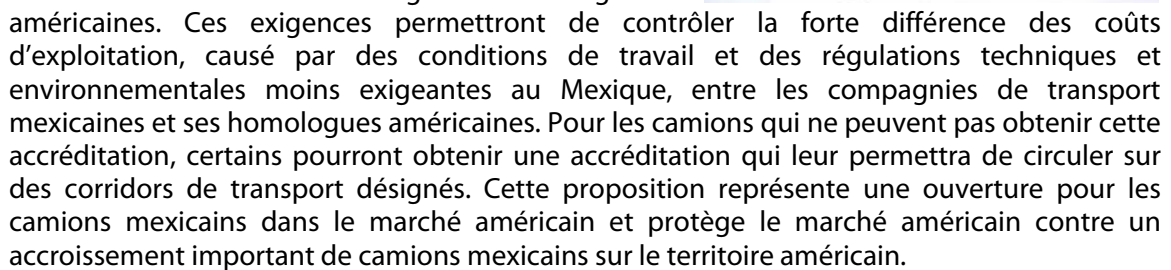 américaines. Ces exigences permettront de contrôler la forte différence des coûts
d’exploitation, causé par des conditions de travail et des régulations techniques et
environnementales moins exigeantes au Mexique, entre les compagnies de transport
mexicaines et ses homologues américaines. Pour les camions qui ne peuvent pas obtenir cette
accréditation, certains pourront obtenir une accréditation qui leur permettra de circuler sur
des corridors de transport désignés. Cette proposition représente une ouverture pour les
camions mexicains dans le marché américain et protège le marché américain contre un
accroissement important de camions mexicains sur le territoire américain.